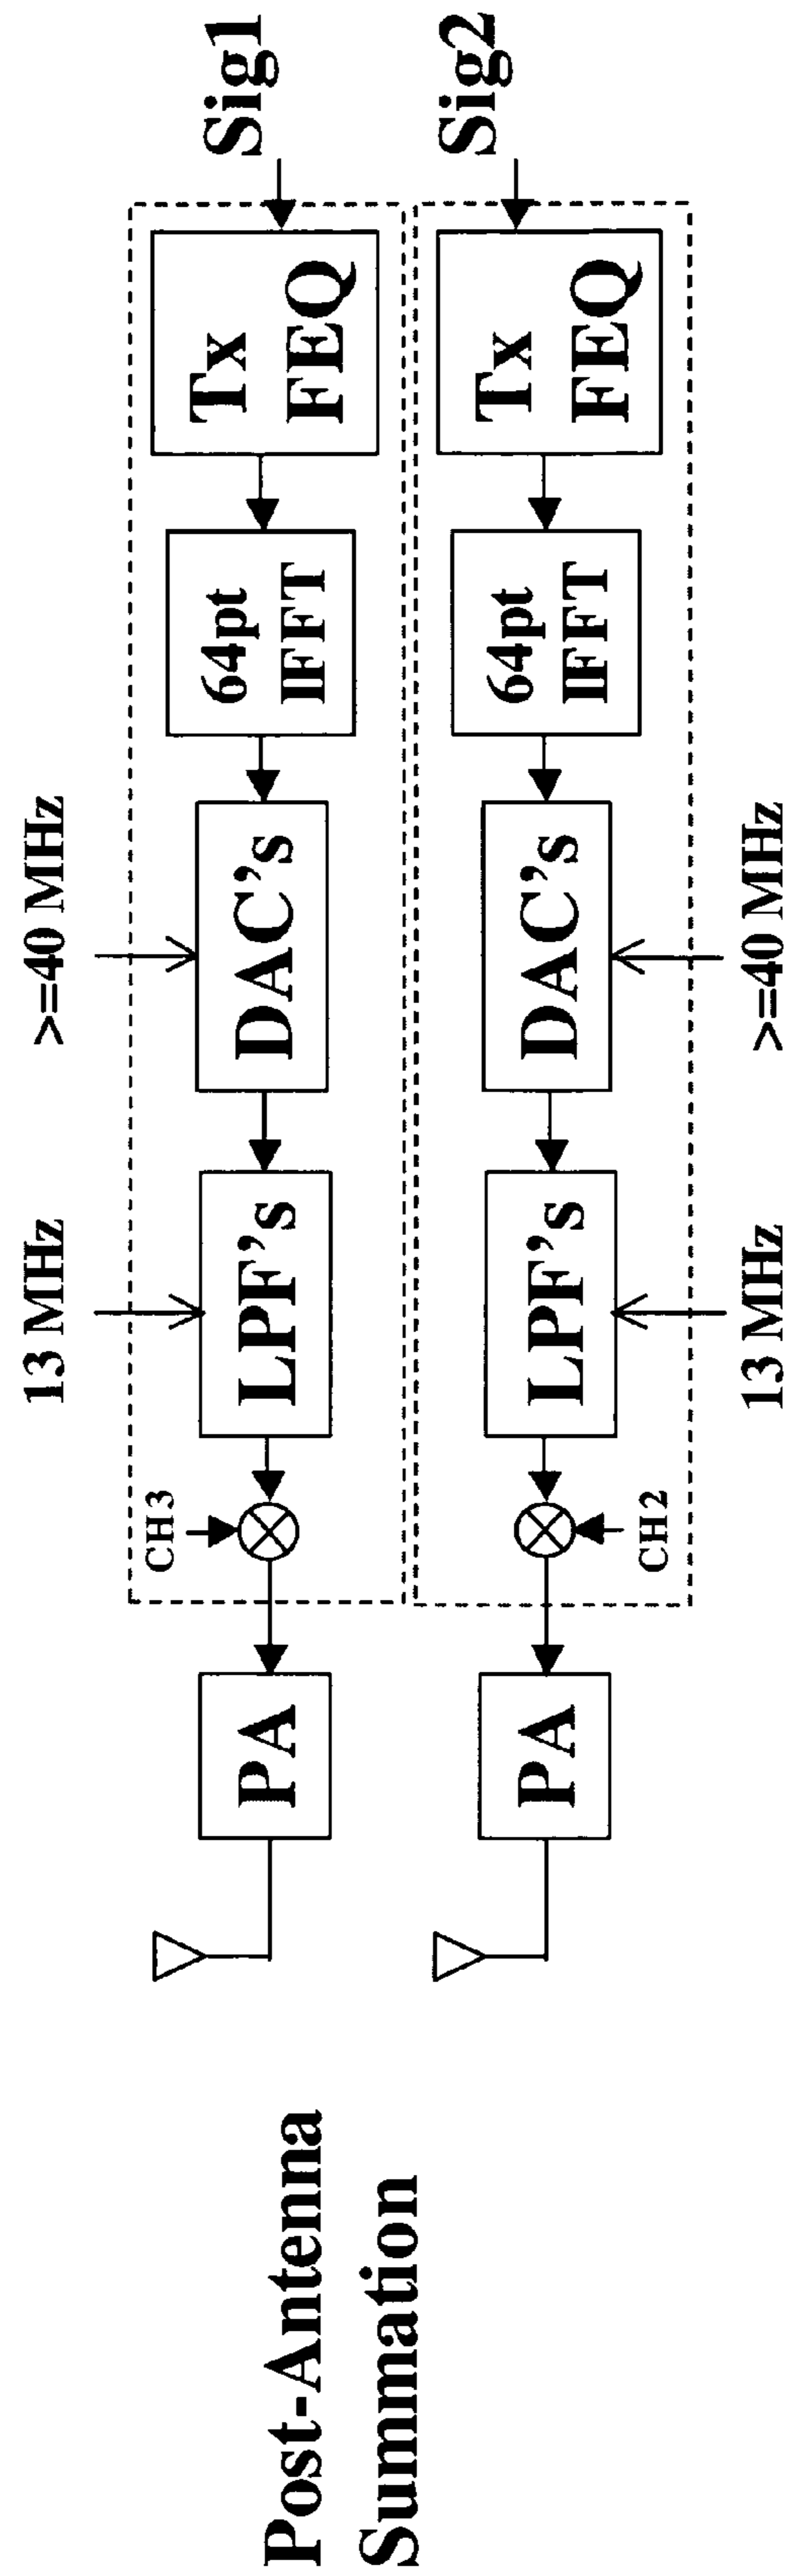 >=40 MHz
13 MHz
Sig1
Tx
FEQ
64pt
IFFT
DAC's
LPF's
CH3
PA
Post-Antenna
Summation
Sig2
Tx
FEQ
64pt
IFFT
DAC's
LPF's
CH2
PA
>=40 MHz
13 MHz